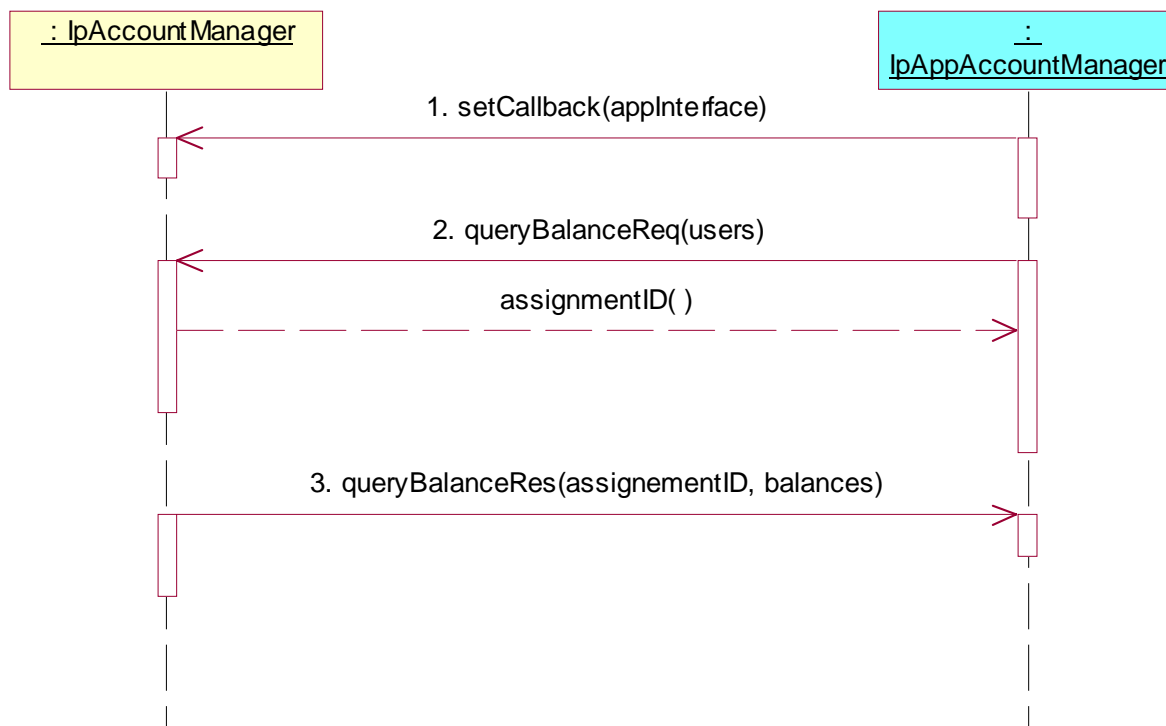 : IpAccountManager
:
IpAppAccountManager
1. setCallback(appInterface)
2. queryBalanceReq(users)
assignmentID( )
3. queryBalanceRes(assignementID, balances)